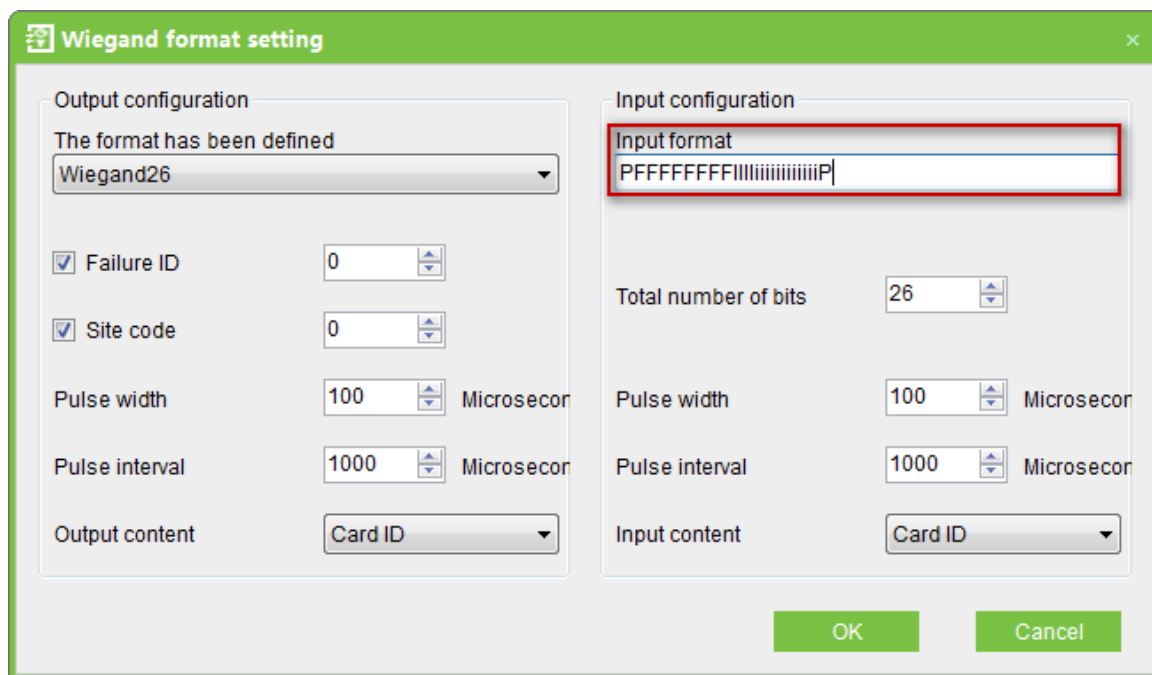 Wiegand format setting
Output configuration
The format has been defined
Wiegand26
Failure ID 0
Site code 0
Pulse width 100 Microsecon
Pulse interval 1000 Microsecon
Output content Card ID
Input configuration
Input format
Total number of bits 26
Pulse width 100 Microsecon
Pulse interval 1000 Microsecon
Input content Card ID
OK Cancel